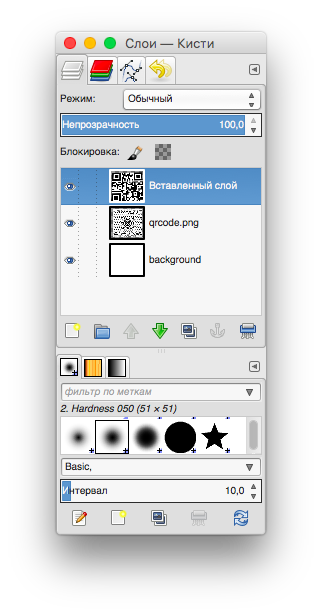 Слои — Кисти
Режим: Обычный
Непрозрачность 100,0
Блокировка:
Вставленный слой
qrcode.png
background
фильтр по меткам
2. Hardness 050 (51 × 51)
Basic,
Интервал 10,0